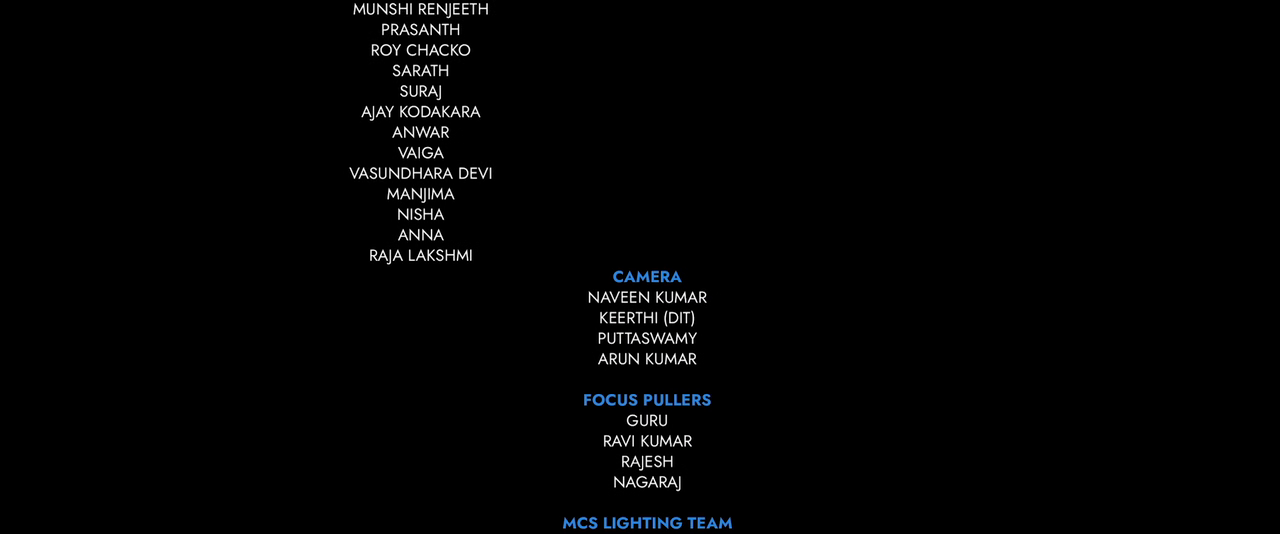 MUNSHI RENJEETH
PRASANTH
ROY CHACKO
SARATH
SURAJ
AJAY KODAKARA
ANWAR
VAIGA
VASUNDHARA DEVI
MANJIMA
NISHA
ANNA
RAJA LAKSHMI
CAMERA
NAVEEN KUMAR
KEERTHI (DIT)
PUTTASWAMY
ARUN KUMAR
FOCUS PULLERS
GURU
RAVI KUMAR
RAJESH
NAGARAJ
MCS LIGHTING TEAM